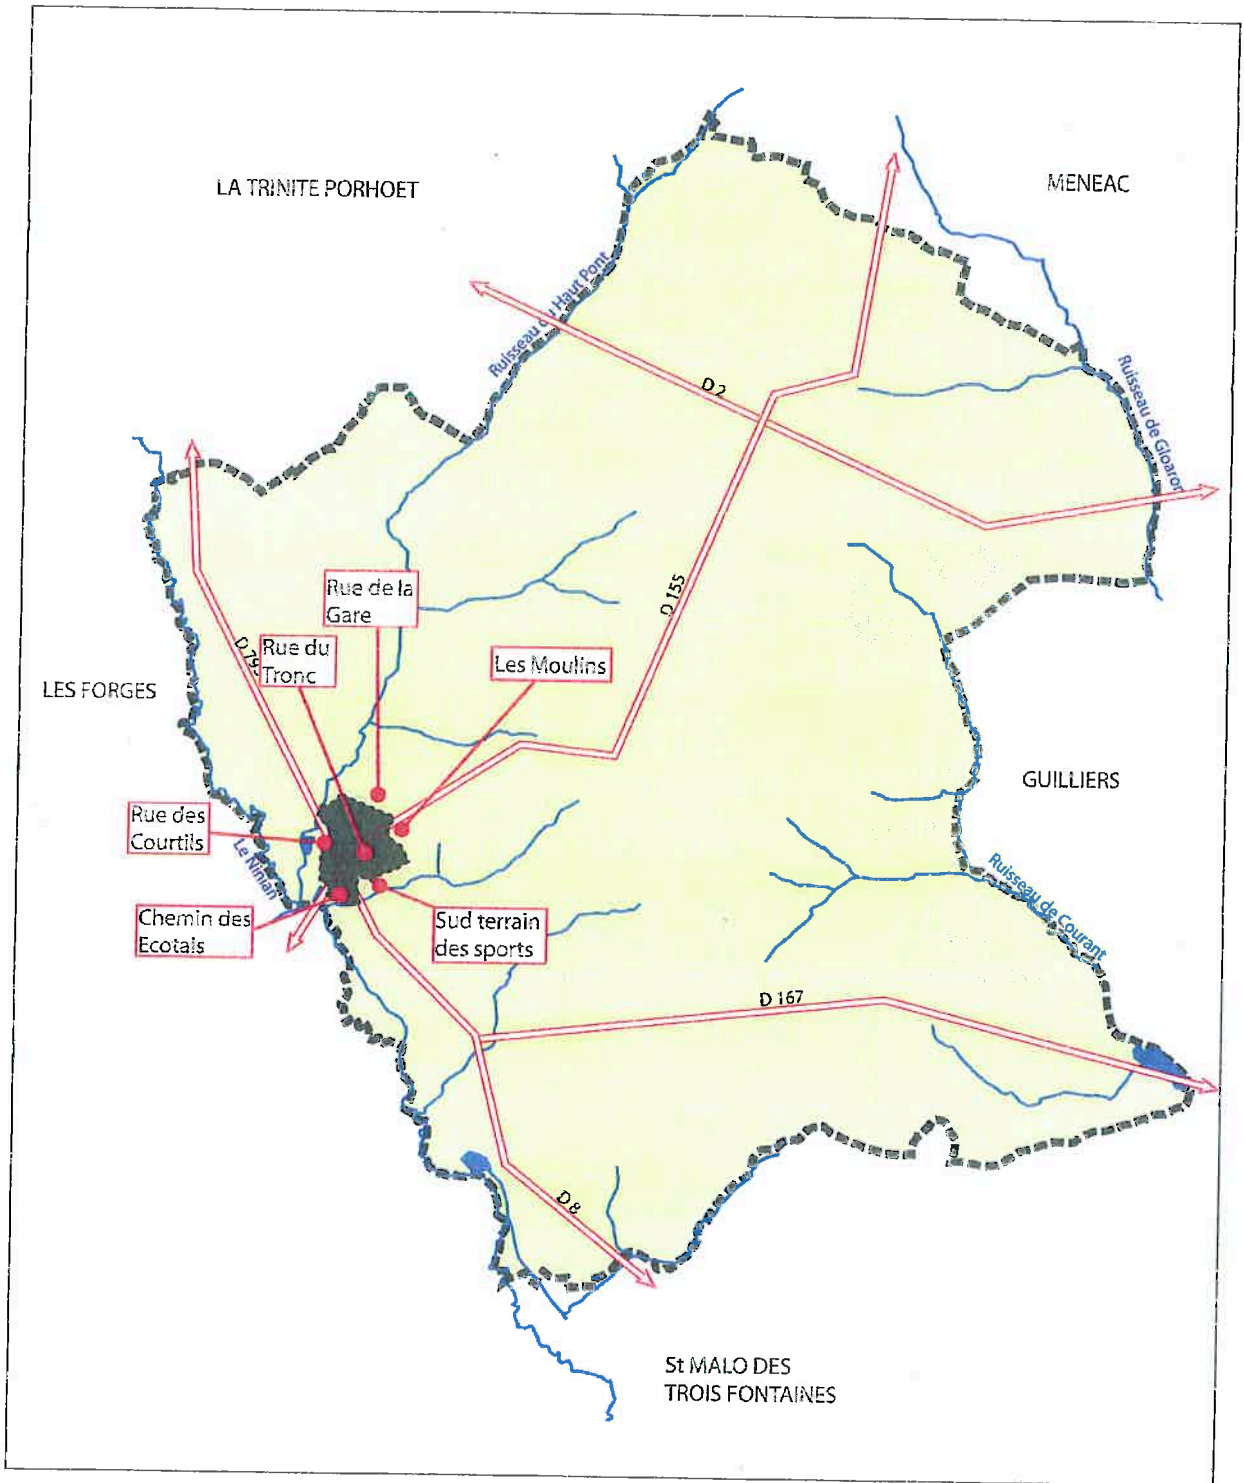 LA TRINITE PORHOET
MENEAC
Ruisseau du Haut Pont
D 2
Ruisseau de Gloaron
Rue de la
Gare
D 155
D 793
Rue du
Tronc
Les Moulins
LES FORGES
GUILLIERS
Rue des
Courtils
Le Ninian
Ruisseau de Courant
Chemin des
Ecotais
Sud terrain
des sports
D 167
D 8
St MALO DES
TROIS FONTAINES